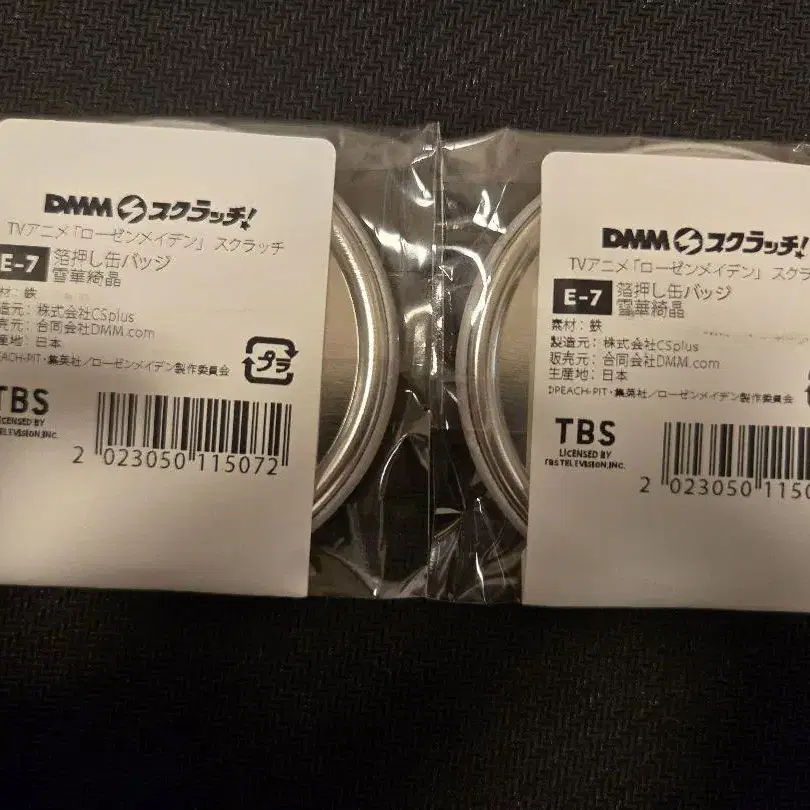 DMM スクラッチ!
TVアニメ「ローゼンメイデン」 スクラッチ
E-7 箔押し缶バッジ
雪華綺晶
材: 鉄
造元: 株式会社CSplus
売元: 合同会社DMM.com
産地: 日本
PEACH-PIT・集英社/ローゼンメイデン製作委員会
プラ
TBS
LICENSED BY
TELEVISION,INC.
2 023050 115072
DMM スクラッチ!
TVアニメ「ローゼンメイデン」 スクラ
E-7 箔押し缶バッジ
雪華綺晶
素材: 鉄
製造元: 株式会社CSplus
販売元: 合同会社DMM.com
生産地: 日本
PEACH-PIT・集英社/ローゼンメイデン製作委員会
TBS
LICENSED BY
TBS TELEVISION,INC.
2 023050 1150